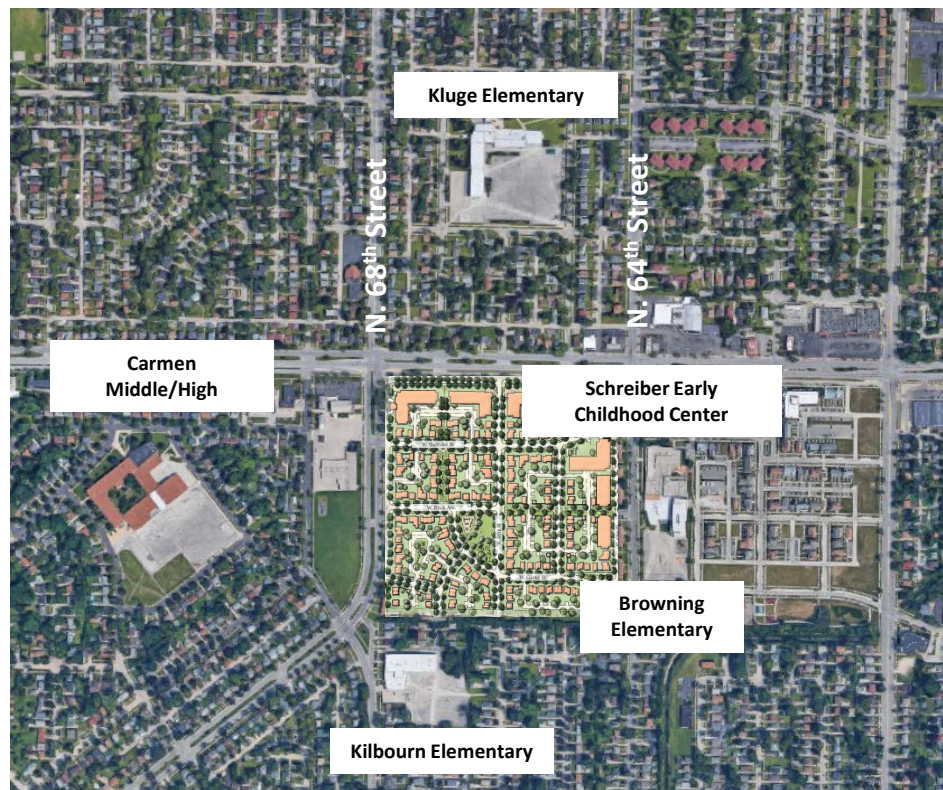 Kluge Elementary
N. 68th Street
N. 64th Street
Carmen
Middle/High
Schreiber Early
Childhood Center
Browning
Elementary
Kilbourn Elementary